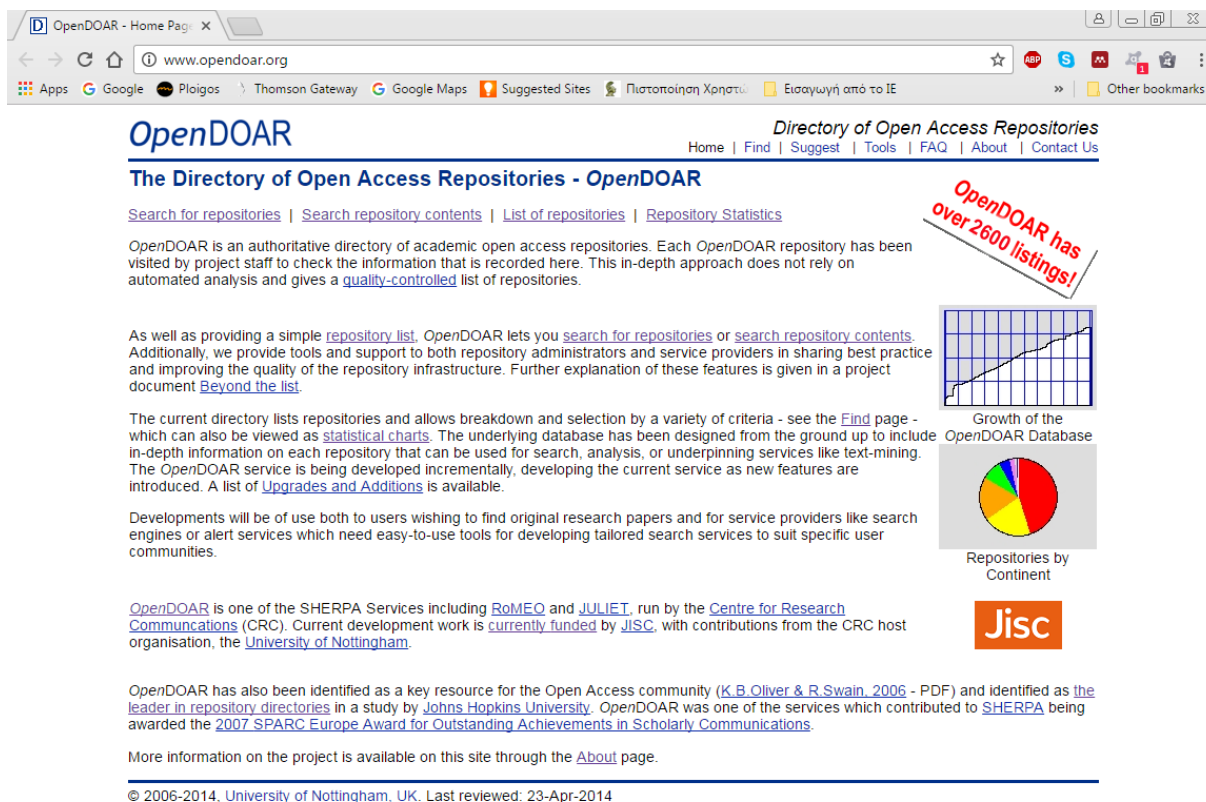 OpenDOAR - Home Page
www.opendoar.org
ABP
1
Apps Google Ploigos Thomson Gateway Google Maps Suggested Sites Πιστοποίηση Χρηστώ Εισαγωγή από το IE » Other bookmarks
OpenDOAR
Directory of Open Access Repositories
Home | Find | Suggest | Tools | FAQ | About | Contact Us
The Directory of Open Access Repositories - OpenDOAR
Search for repositories | Search repository contents | List of repositories | Repository Statistics
OpenDOAR has
over 2600 listings!
OpenDOAR is an authoritative directory of academic open access repositories. Each OpenDOAR repository has been
visited by project staff to check the information that is recorded here. This in-depth approach does not rely on
automated analysis and gives a quality-controlled list of repositories.
As well as providing a simple repository list, OpenDOAR lets you search for repositories or search repository contents.
Additionally, we provide tools and support to both repository administrators and service providers in sharing best practice
and improving the quality of the repository infrastructure. Further explanation of these features is given in a project
document Beyond the list.
The current directory lists repositories and allows breakdown and selection by a variety of criteria - see the Find page -
which can also be viewed as statistical charts. The underlying database has been designed from the ground up to include
in-depth information on each repository that can be used for search, analysis, or underpinning services like text-mining.
The OpenDOAR service is being developed incrementally, developing the current service as new features are
introduced. A list of Upgrades and Additions is available.
Growth of the
OpenDOAR Database
Developments will be of use both to users wishing to find original research papers and for service providers like search
engines or alert services which need easy-to-use tools for developing tailored search services to suit specific user
communities.
Repositories by
Continent
OpenDOAR is one of the SHERPA Services including RoMEO and JULIET, run by the Centre for Research
Communcations (CRC). Current development work is currently funded by JISC, with contributions from the CRC host
organisation, the University of Nottingham.
Jisc
OpenDOAR has also been identified as a key resource for the Open Access community (K.B.Oliver & R.Swain, 2006 - PDF) and identified as the
leader in repository directories in a study by Johns Hopkins University. OpenDOAR was one of the services which contributed to SHERPA being
awarded the 2007 SPARC Europe Award for Outstanding Achievements in Scholarly Communications.
More information on the project is available on this site through the About page.
© 2006-2014, University of Nottingham, UK. Last reviewed: 23-Apr-2014